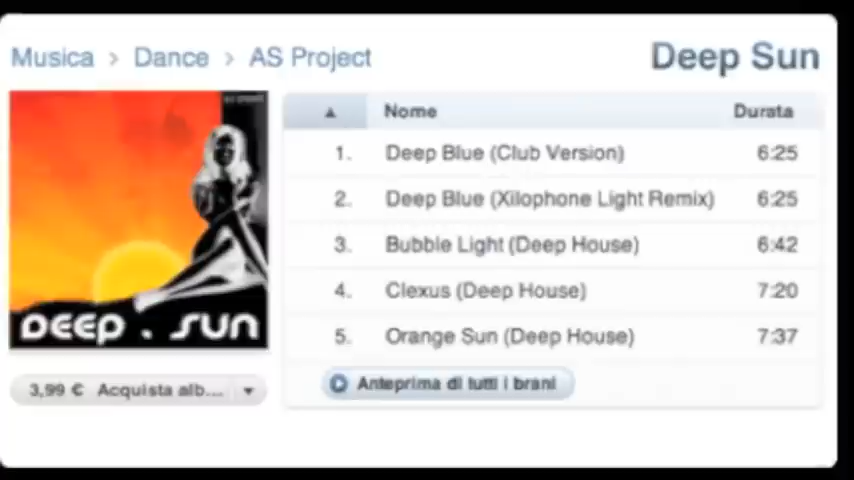 Musica > Dance > AS Project
Deep Sun
Nome Durata
1. Deep Blue (Club Version) 6:25
2. Deep Blue (Xilophone Light Remix) 6:25
3. Bubble Light (Deep House) 6:42
4. Clexus (Deep House) 7:20
5. Orange Sun (Deep House) 7:37
DEEP . SUN
3,99 € Acquista alb...
Anteprima di tutti i brani